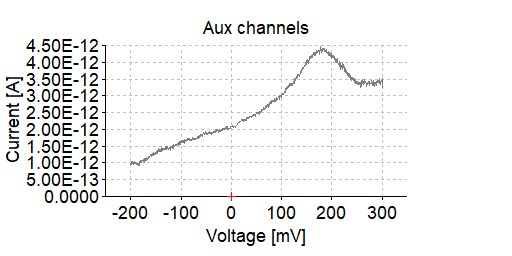 Aux channels
Current [A]
4.50E-12
4.00E-12
3.50E-12
3.00E-12
2.50E-12
2.00E-12
1.50E-12
1.00E-12
5.00E-13
0.0000
-200 -100 0 100 200 300
Voltage [mV]